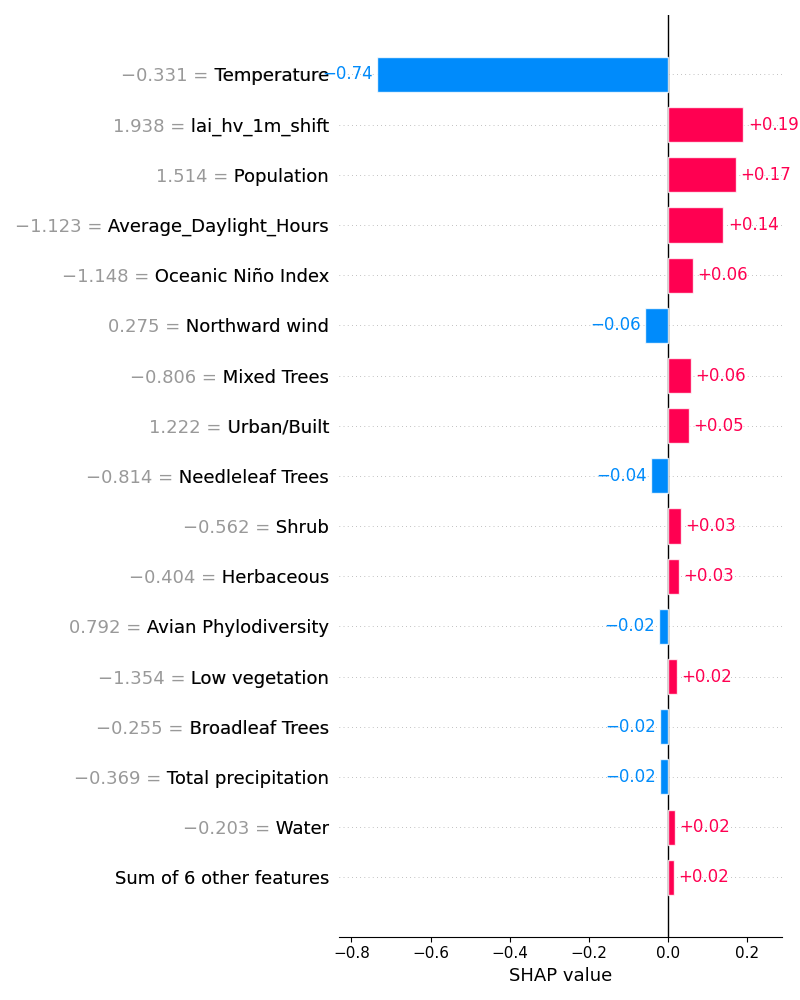 −0.331 = Temperature −0.74
1.938 = lai_hv_1m_shift +0.19
1.514 = Population +0.17
−1.123 = Average_Daylight_Hours +0.14
−1.148 = Oceanic Niño Index +0.06
0.275 = Northward wind −0.06
−0.806 = Mixed Trees +0.06
1.222 = Urban/Built +0.05
−0.814 = Needleleaf Trees −0.04
−0.562 = Shrub +0.03
−0.404 = Herbaceous +0.03
0.792 = Avian Phylodiversity −0.02
−1.354 = Low vegetation +0.02
−0.255 = Broadleaf Trees −0.02
−0.369 = Total precipitation −0.02
−0.203 = Water +0.02
Sum of 6 other features +0.02
−0.8 −0.6 −0.4 −0.2 0.0 0.2
SHAP value